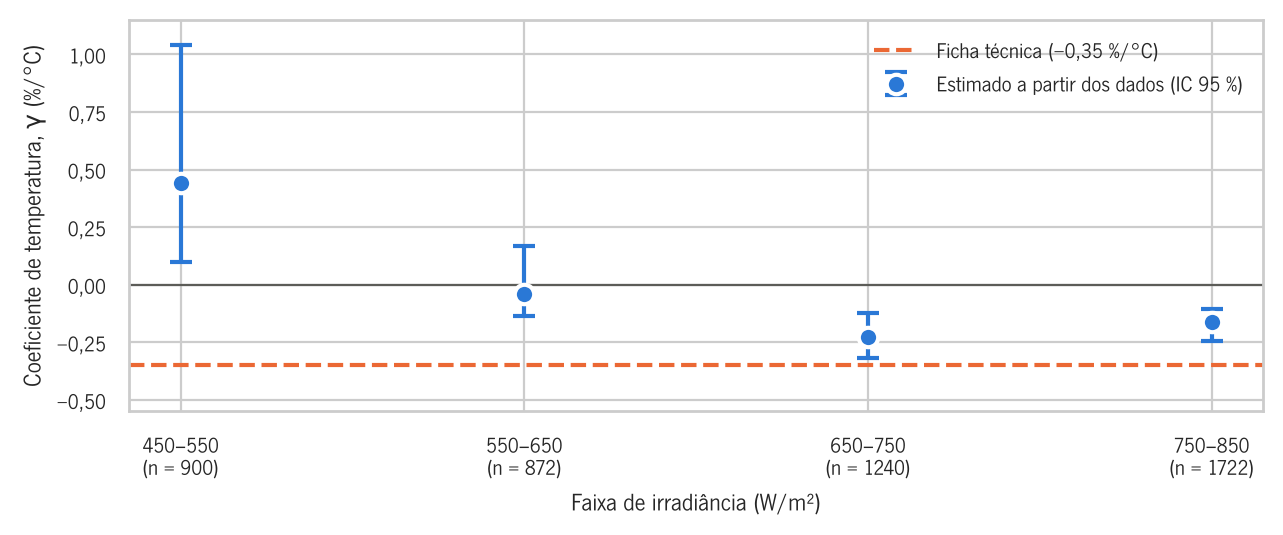 Coeficiente de temperatura, γ (%/°C)
1,00
0,75
0,50
0,25
0,00
−0,25
−0,50
Ficha técnica (−0,35 %/°C)
Estimado a partir dos dados (IC 95 %)
450–550
(n = 900)
550–650
(n = 872)
650–750
(n = 1240)
750–850
(n = 1722)
Faixa de irradiância (W/m²)